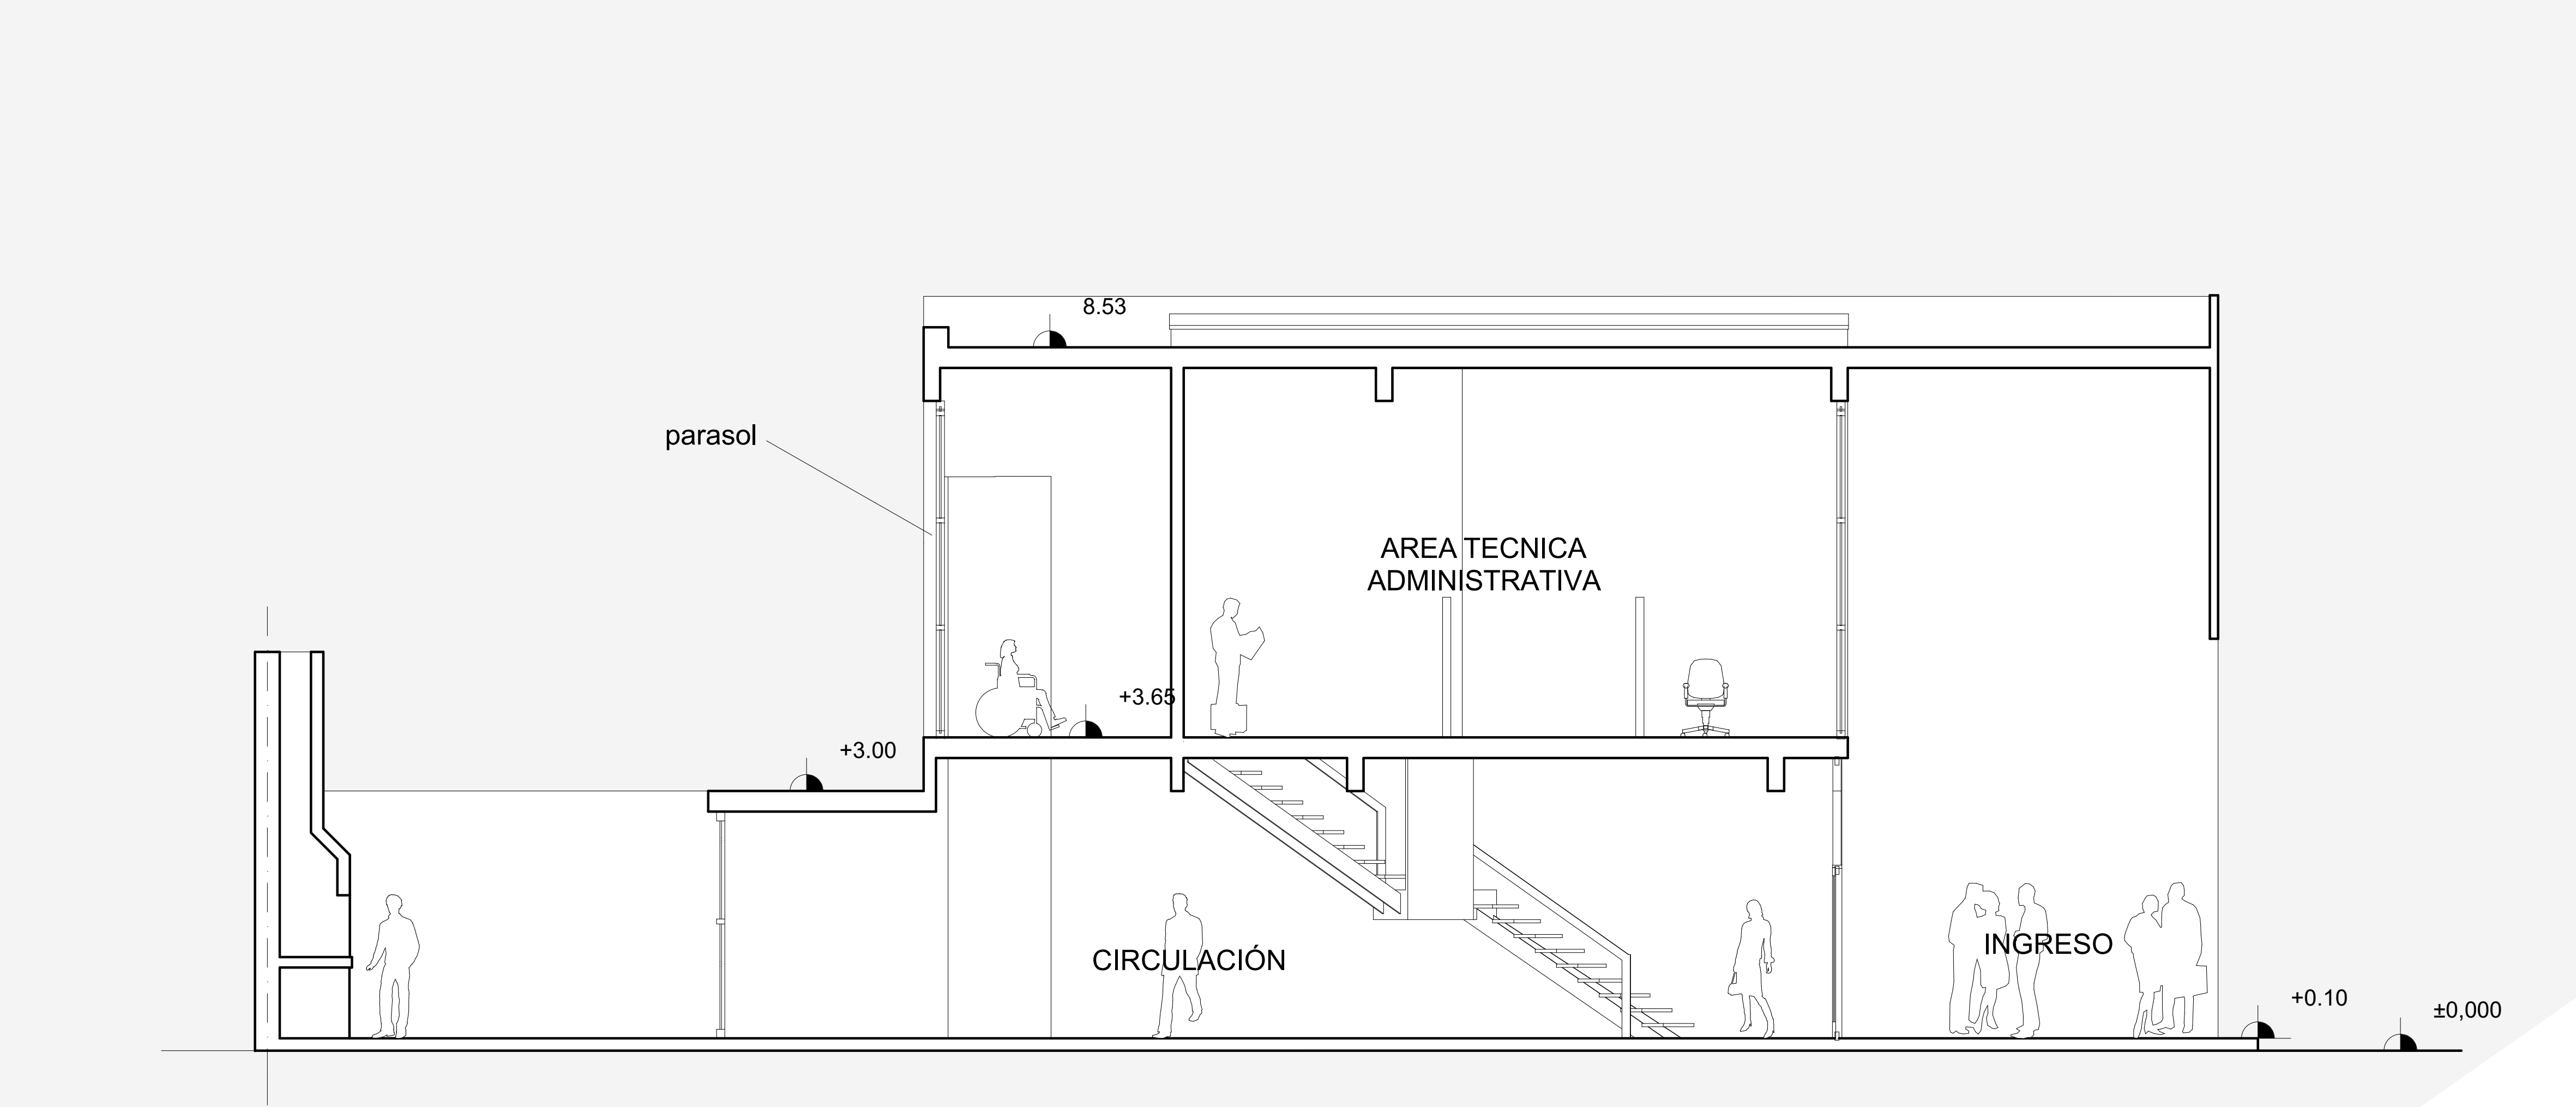 8.53
parasol
AREA TECNICA
ADMINISTRATIVA
+3.65
+3.00
CIRCULACIÓN
INGRESO
+0.10
±0,000